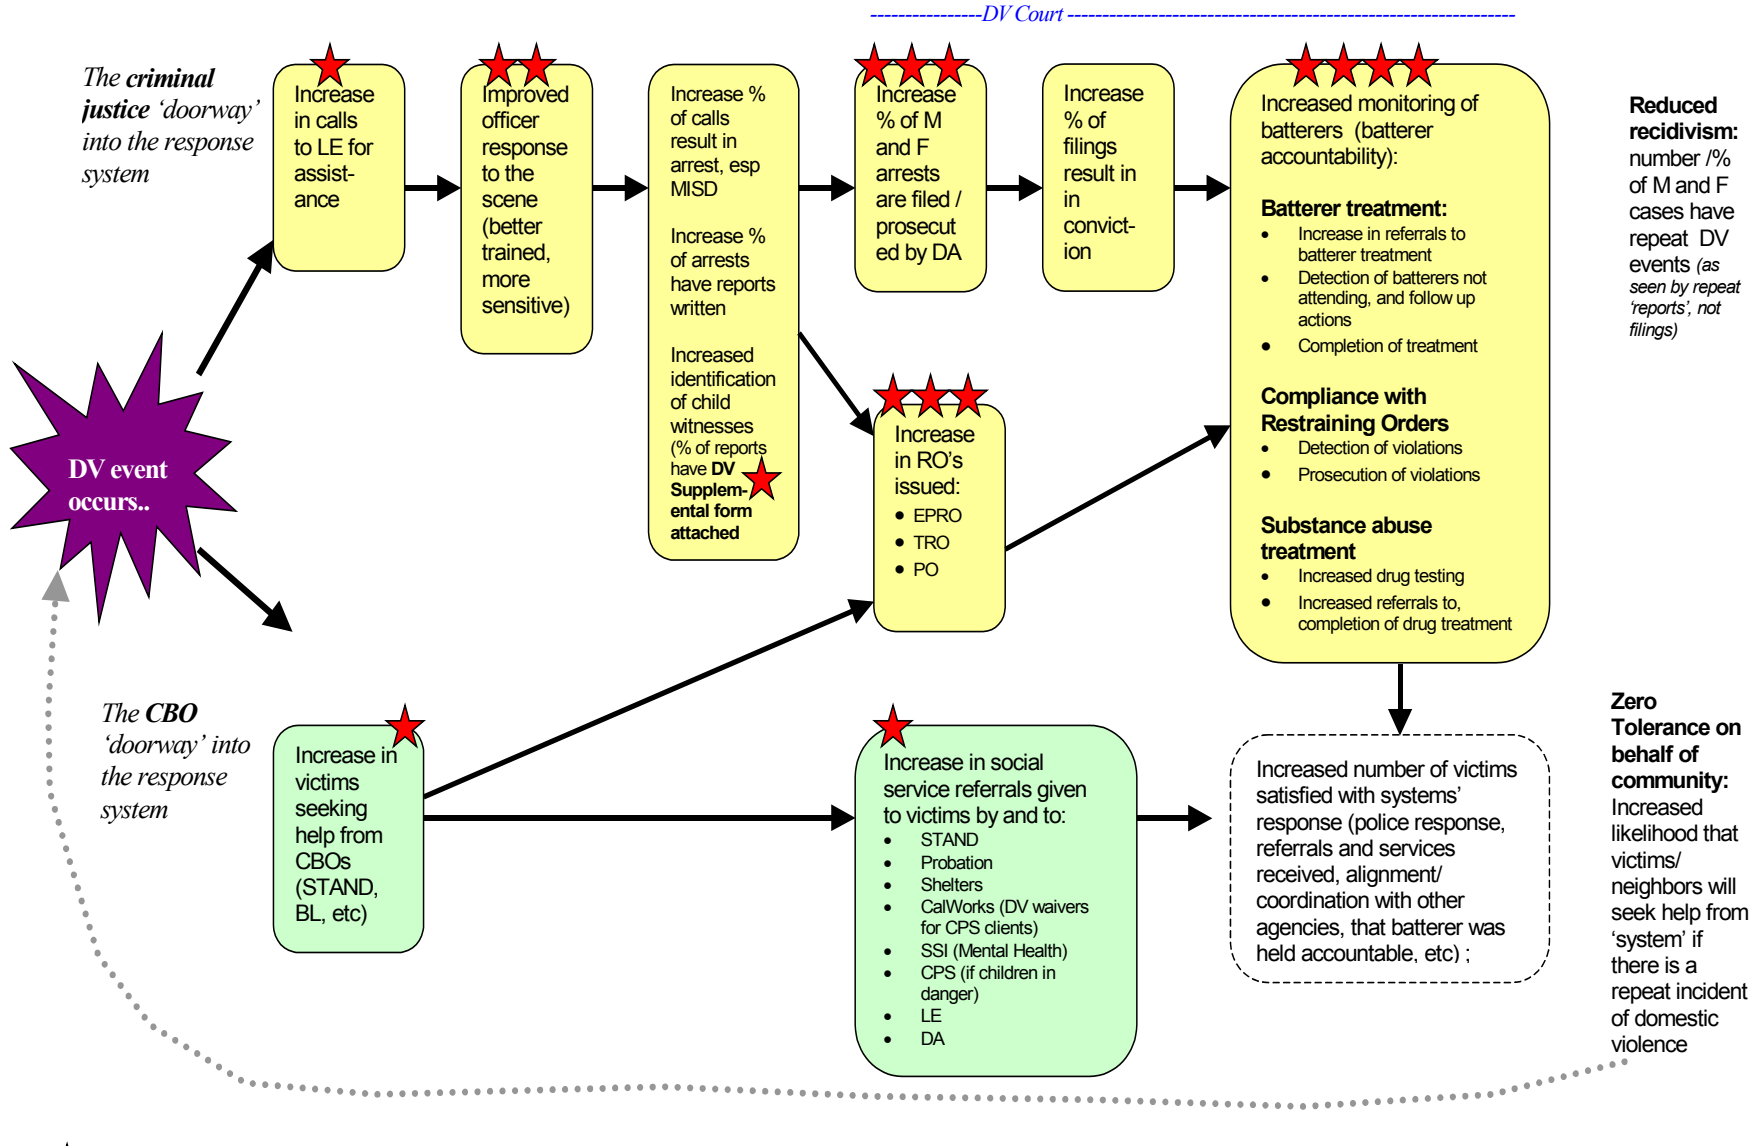 ----------------DV Court ----------------------------------------------------------------
The criminal
justice ‘doorway’
into the response
system
Increase
in calls
to LE for
assist-
ance
Improved
officer
response
to the
scene
(better
trained,
more
sensitive)
Increase %
of calls
result in
arrest, esp
MISD
Increase %
of arrests
have reports
written
Increased
identification
of child
witnesses
(% of reports
have DV
Supplem-
ental form
attached
Increase
% of M
and F
arrests
are filed /
prosecut
ed by DA
Increase
% of
filings
result in
in
convict-
ion
Increased monitoring of
batterers (batterer
accountability):
Batterer treatment:
• Increase in referrals to
batterer treatment
• Detection of batterers not
attending, and follow up
actions
• Completion of treatment
Compliance with
Restraining Orders
• Detection of violations
• Prosecution of violations
Substance abuse
treatment
• Increased drug testing
• Increased referrals to,
completion of drug treatment
Reduced
recidivism:
number /%
of M and F
cases have
repeat DV
events (as
seen by repeat
‘reports’, not
filings)
DV event
occurs..
Increase
in RO’s
issued:
• EPRO
• TRO
• PO
The CBO
‘doorway’ into
the response
system
Increase in
victims
seeking
help from
CBOs
(STAND,
BL, etc)
Increase in social
service referrals given
to victims by and to:
• STAND
• Probation
• Shelters
• CalWorks (DV waivers
for CPS clients)
• SSI (Mental Health)
• CPS (if children in
danger)
• LE
• DA
Increased number of victims
satisfied with systems’
response (police response,
referrals and services
received, alignment/
coordination with other
agencies, that batterer was
held accountable, etc) ;
Zero
Tolerance on
behalf of
community:
Increased
likelihood that
victims/
neighbors will
seek help from
‘system’ if
there is a
repeat incident
of domestic
violence